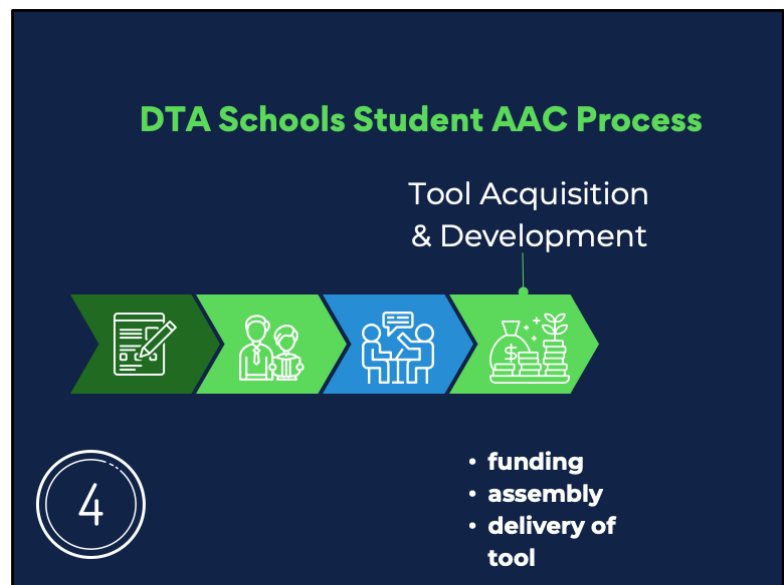 DTA Schools Student AAC Process
Tool Acquisition
& Development
$
4
• funding
• assembly
• delivery of
tool